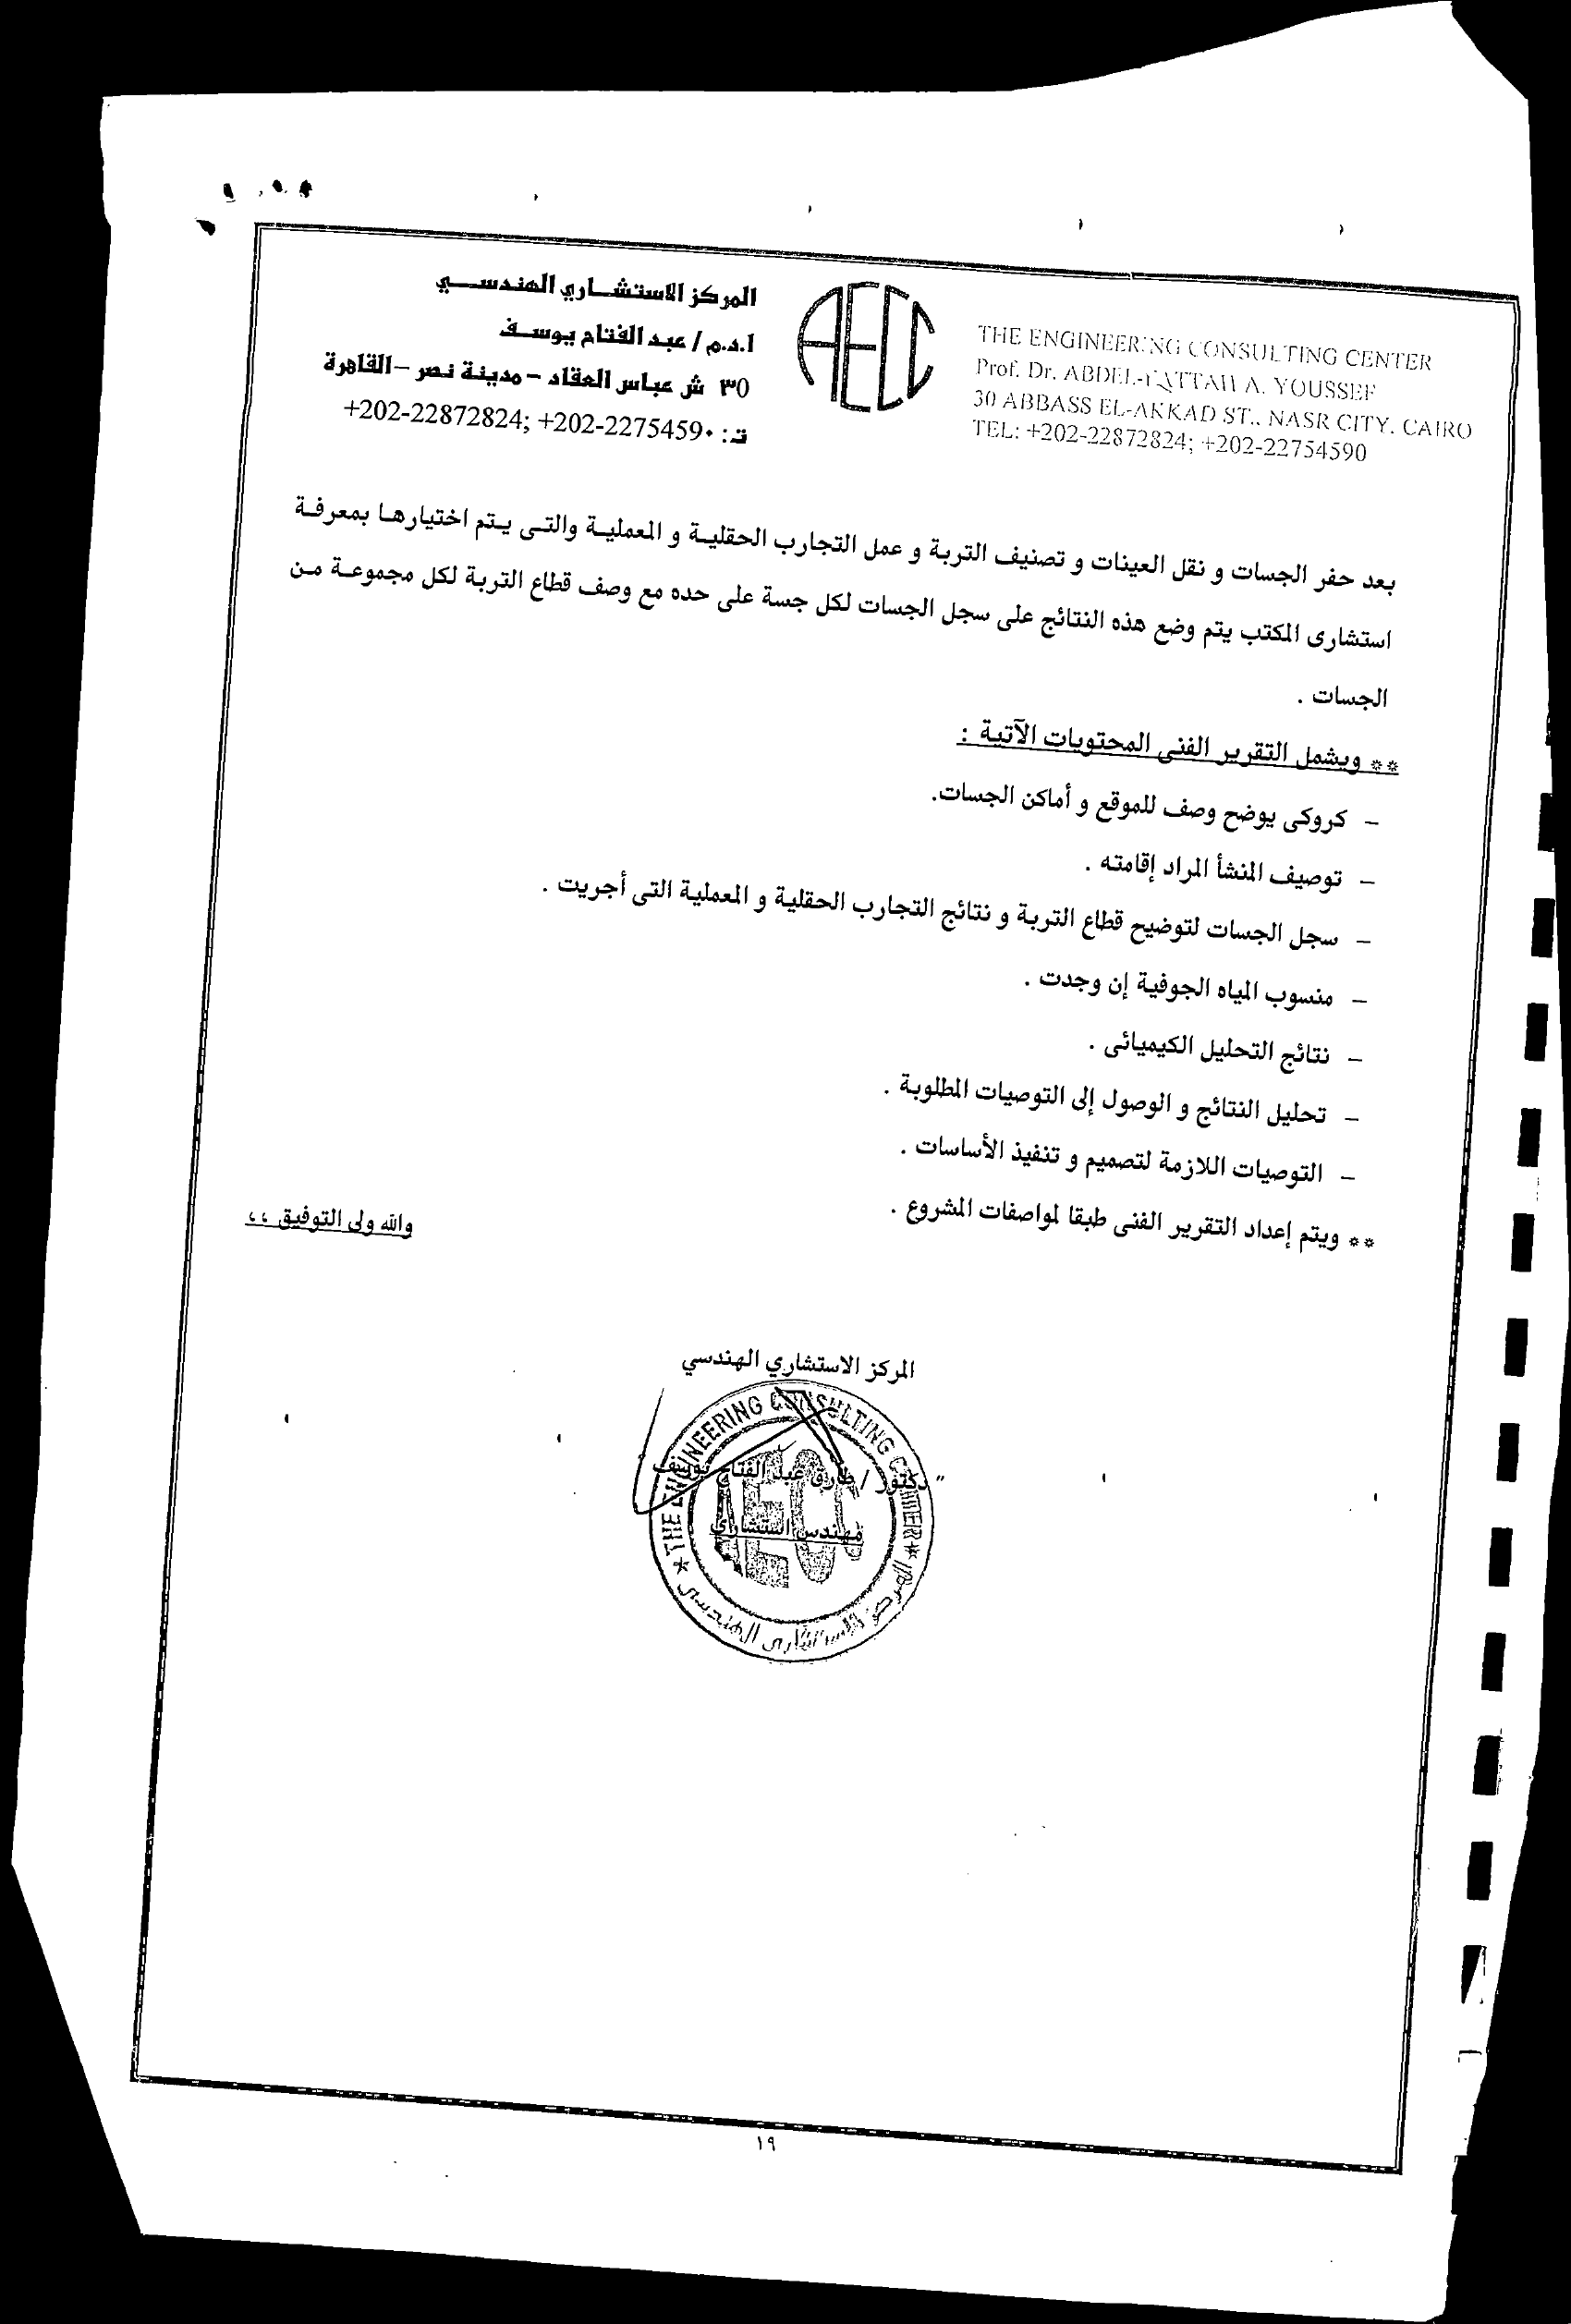 المركز الاستشاري الهندسي
ا.د.م / عبد الفتاح يوسف
٣٥ ش عباس العقاد - مدينة نصر - القاهرة
ت: +202-22872824; +202-2275459٠
AECC
THE ENGINEERING CONSULTING CENTER
Prof. Dr. ABDEL-FATTAH A. YOUSSEF
30 ABBASS EL-AKKAD ST., NASR CITY. CAIRO
TEL: +202-22872824; +202-22754590
بعد حفر الجسات و نقل العينات و تصنيف التربة و عمل التجارب الحقلية و المعملية والتى يتم اختيارها بمعرفة
استشارى المكتب يتم وضع هذه النتائج على سجل الجسات لكل جسة على حده مع وصف قطاع التربة لكل مجموعة من
الجسات .
** ويشمل التقرير الفنى المحتويات الآتية :
- كروكى يوضح وصف للموقع و أماكن الجسات.
- توصيف المنشأ المراد إقامته .
- سجل الجسات لتوضيح قطاع التربة و نتائج التجارب الحقلية و المعملية التى أجريت .
- منسوب المياه الجوفية إن وجدت .
- نتائج التحليل الكيميائى .
- تحليل النتائج و الوصول إلى التوصيات المطلوبة .
- التوصيات اللازمة لتصميم و تنفيذ الأساسات .
** ويتم إعداد التقرير الفنى طبقا لمواصفات المشروع .
والله ولى التوفيق ،،
المركز الاستشاري الهندسي
" دكتور / طارق عبد الفتاح يوسف "
مهندس استشاري
★ THE ENGINEERING CONSULTING CENTER ★
AECC
المركز الاستشارى الهندسى
١٩